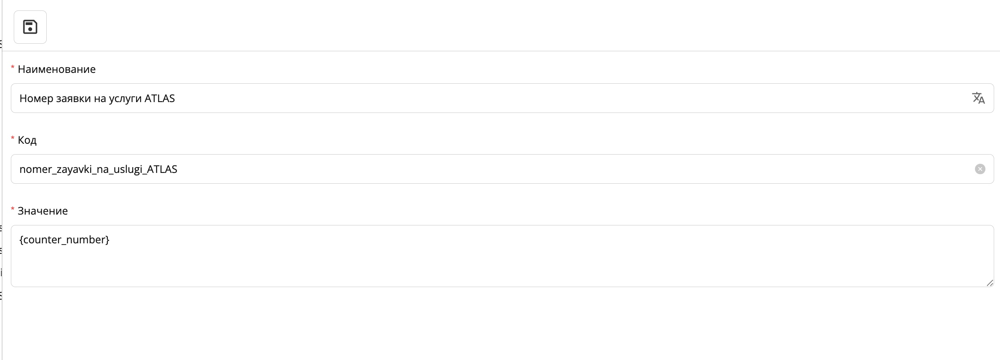 * Наименование
Номер заявки на услуги ATLAS
* Код
nomer_zayavki_na_uslugi_ATLAS
* Значение
{counter_number}